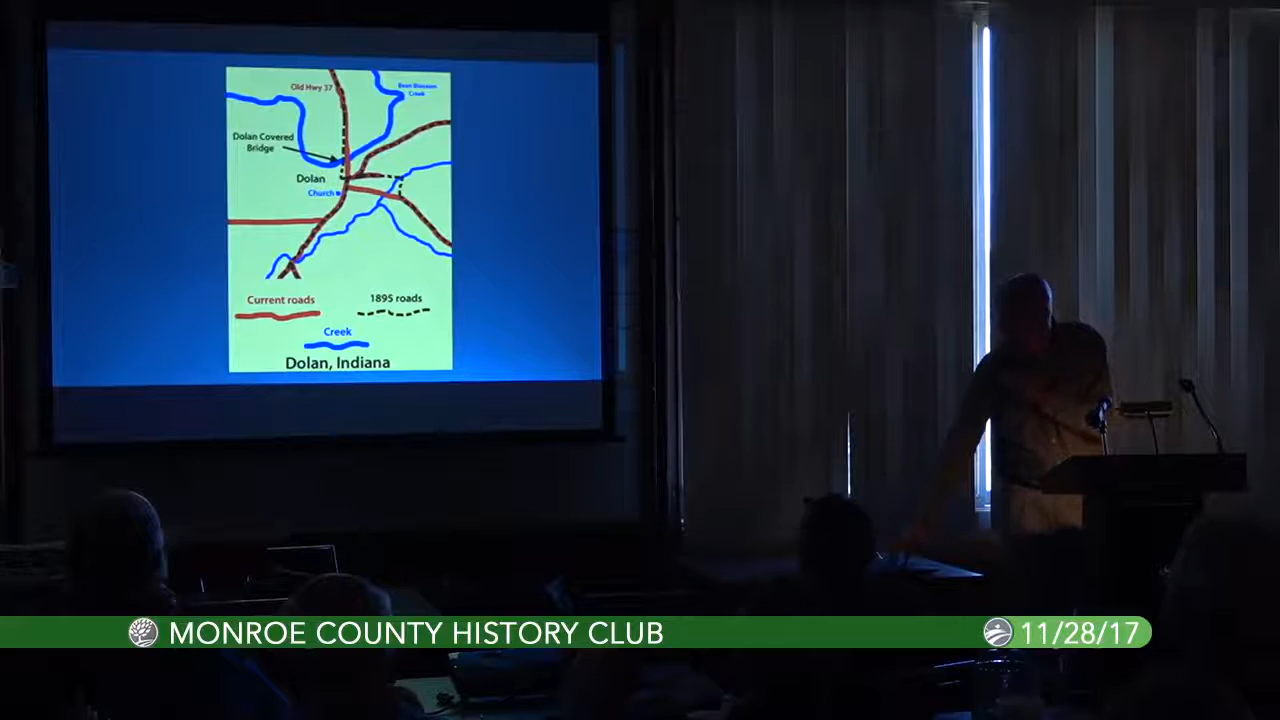 Old Hwy 37
Bean Blossom
Creek
Dolan Covered
Bridge
Dolan
Church
Current roads
1895 roads
Creek
Dolan, Indiana
MONROE COUNTY HISTORY CLUB
11/28/17